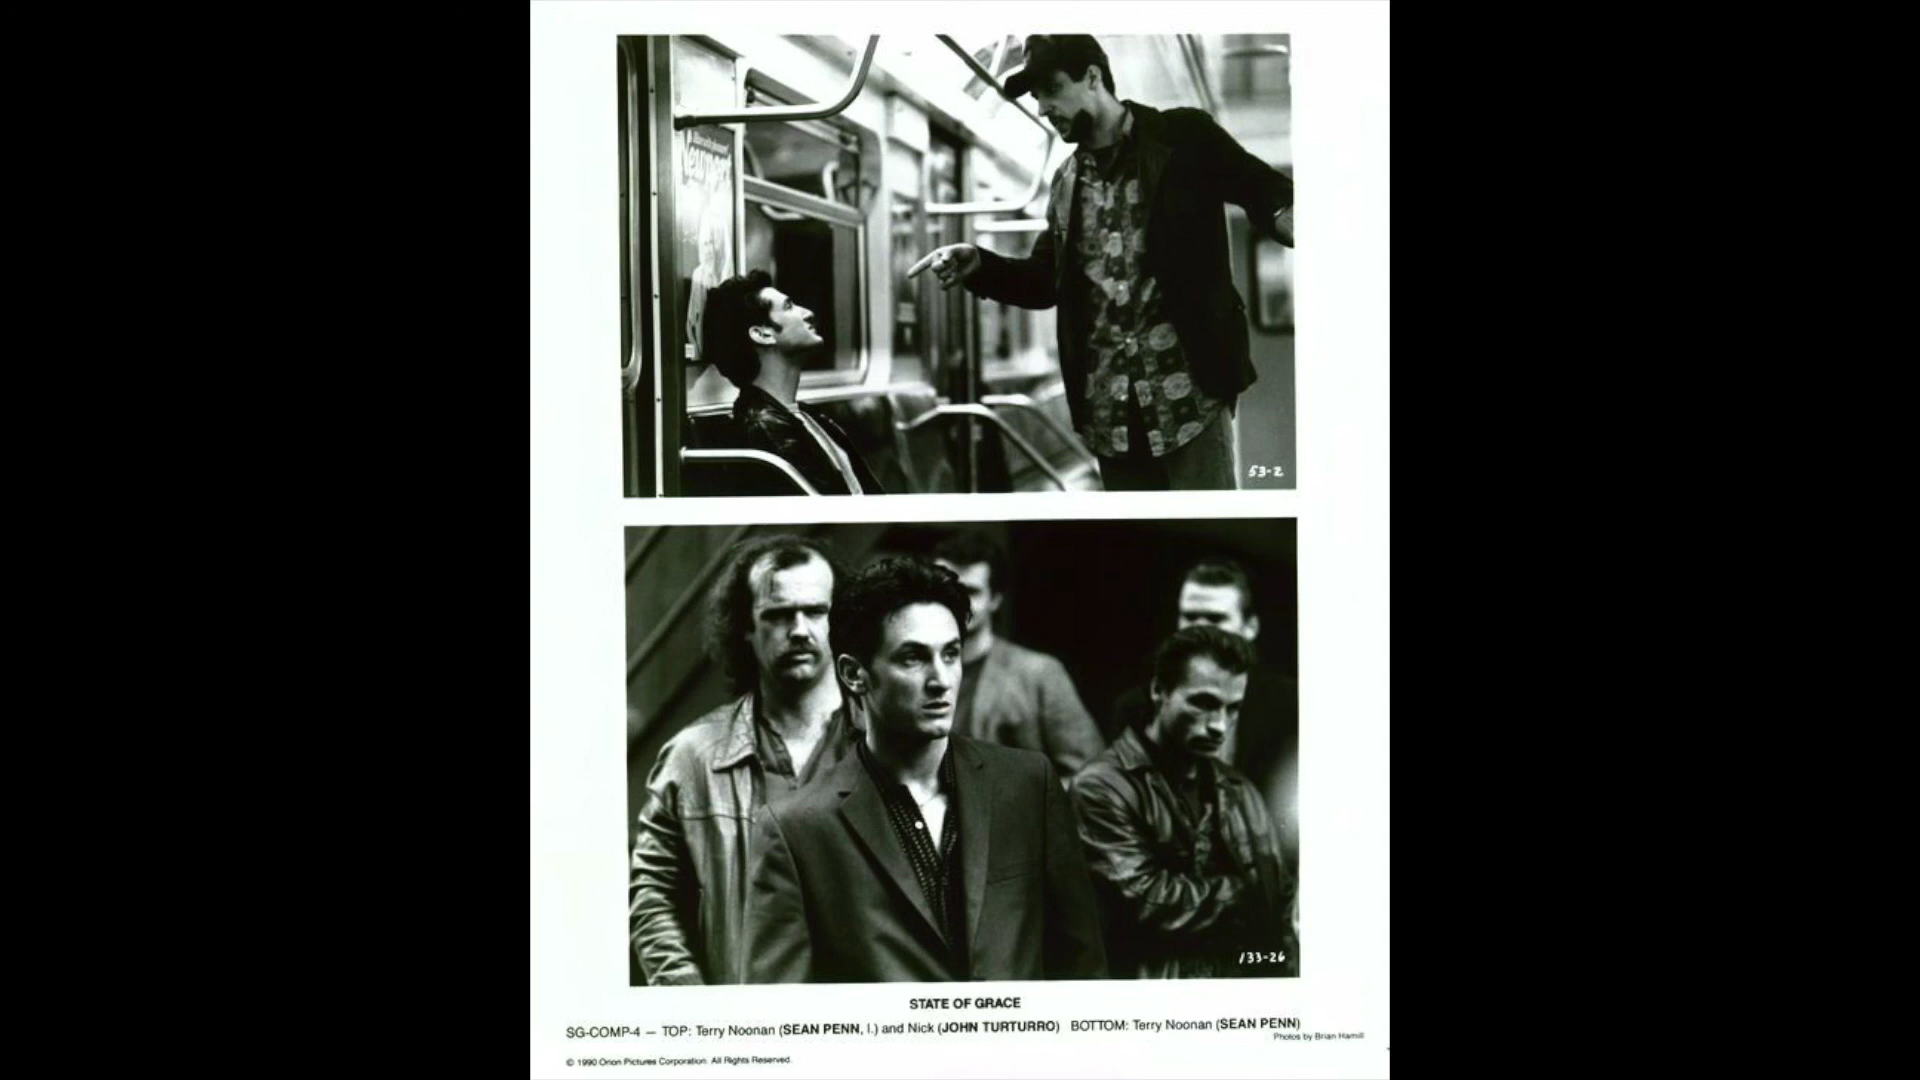 Newport
53-2
133-26
STATE OF GRACE
SG-COMP-4 — TOP: Terry Noonan (SEAN PENN, l.) and Nick (JOHN TURTURRO) BOTTOM: Terry Noonan (SEAN PENN)
Photos by Brian Hamill
© 1990 Orion Pictures Corporation. All Rights Reserved.